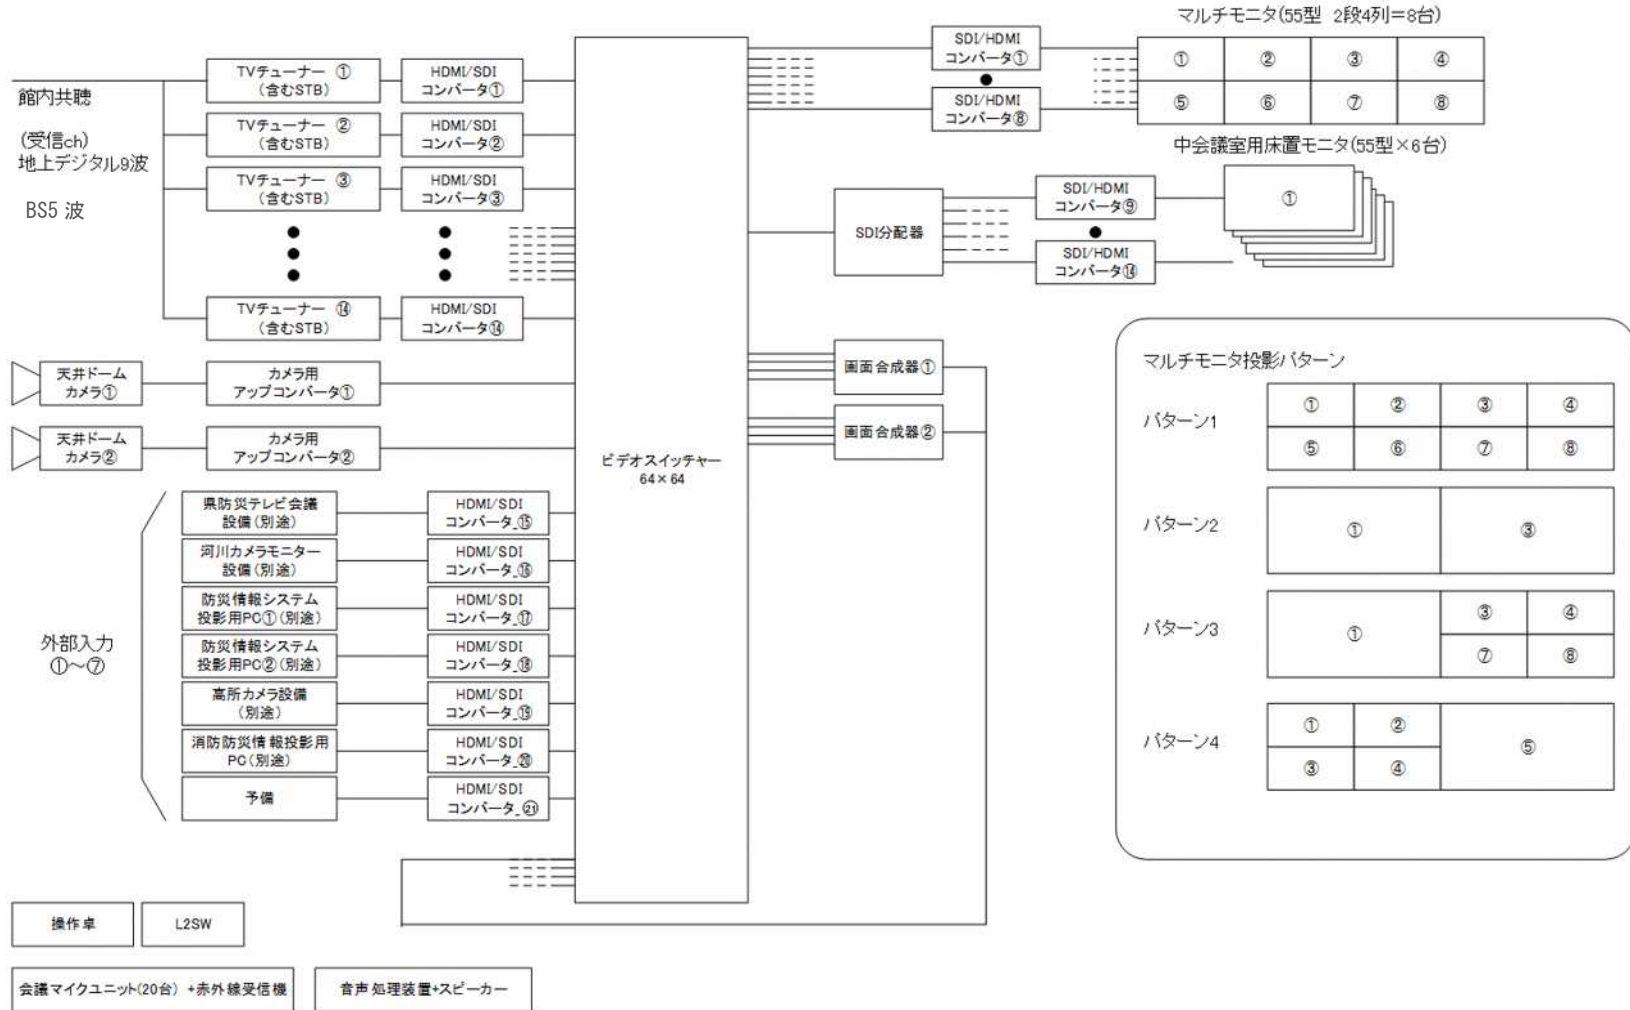 マルチモニタ(55型 2段4列＝8台)
SDI/HDMI
コンバータ①
SDI/HDMI
コンバータ⑧
① ② ③ ④
⑤ ⑥ ⑦ ⑧
館内共聴
(受信ch)
地上デジタル9波
BS5 波
TVチューナー ①
(含むSTB)
HDMI/SDI
コンバータ①
TVチューナー ②
(含むSTB)
HDMI/SDI
コンバータ②
TVチューナー ③
(含むSTB)
HDMI/SDI
コンバータ③
TVチューナー ⑭
(含むSTB)
HDMI/SDI
コンバータ⑭
中会議室用床置モニタ(55型×6台)
SDI分配器
SDI/HDMI
コンバータ⑨
SDI/HDMI
コンバータ⑭
①
天井ドーム
カメラ①
カメラ用
アップコンバータ①
天井ドーム
カメラ②
カメラ用
アップコンバータ②
画面合成器①
画面合成器②
ビデオスイッチャー
64×64
外部入力
①～⑦
県防災テレビ会議
設備(別途)
HDMI/SDI
コンバータ_⑮
河川カメラモニター
設備(別途)
HDMI/SDI
コンバータ_⑯
防災情報システム
投影用PC①(別途)
HDMI/SDI
コンバータ_⑰
防災情報システム
投影用PC②(別途)
HDMI/SDI
コンバータ_⑱
高所カメラ設備
(別途)
HDMI/SDI
コンバータ_⑲
消防防災情報投影用
PC(別途)
HDMI/SDI
コンバータ_⑳
予備
HDMI/SDI
コンバータ_㉑
マルチモニタ投影パターン
パターン1
① ② ③ ④
⑤ ⑥ ⑦ ⑧
パターン2
① ③
パターン3
① ③ ④
⑦ ⑧
パターン4
① ② ⑤
③ ④
操作卓
L2SW
会議マイクユニット(20台) +赤外線受信機
音声処理装置+スピーカー